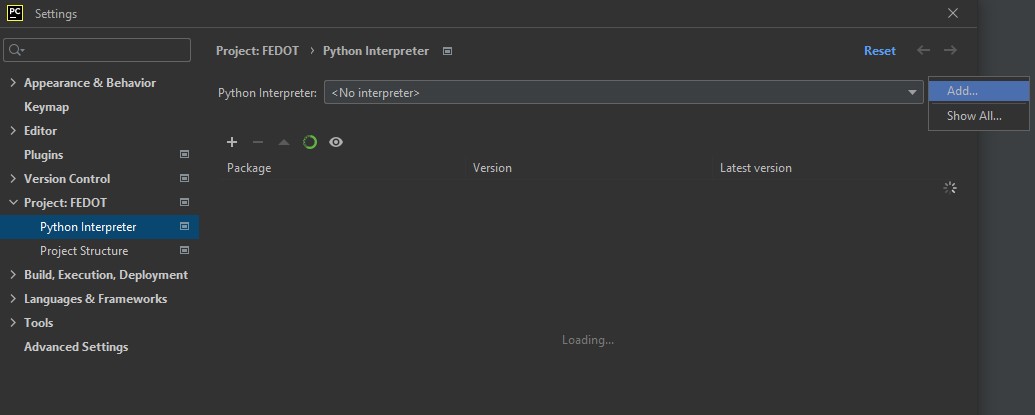 PC Settings
Project: FEDOT > Python Interpreter Reset
Appearance & Behavior
Python Interpreter: <No interpreter> Add...
Keymap
Show All...
Editor
Plugins
Package Version Latest version
Version Control
Project: FEDOT
Python Interpreter
Project Structure
Build, Execution, Deployment
Languages & Frameworks
Tools
Loading...
Advanced Settings